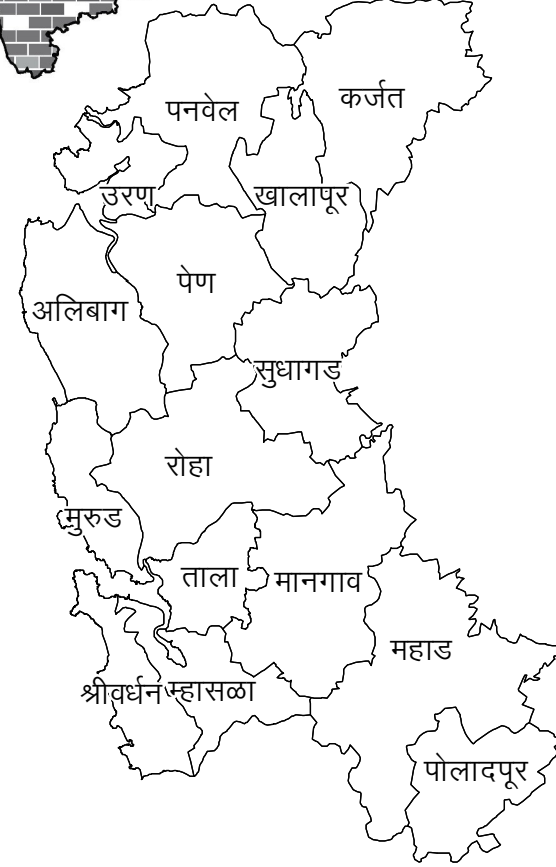 पनवेल
कर्जत
उरण
खालापूर
पेण
अलिबाग
सुधागड
रोहा
मुरुड
ताला
मानगाव
महाड
श्रीवर्धन
म्हासळा
पोलादपूर